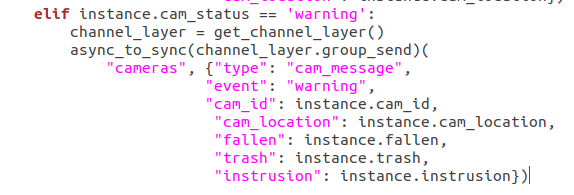 elif instance.cam_status == 'warning':
channel_layer = get_channel_layer()
async_to_sync(channel_layer.group_send)(
"cameras", {"type": "cam_message",
"event": "warning",
"cam_id": instance.cam_id,
"cam_location": instance.cam_location,
"fallen": instance.fallen,
"trash": instance.trash,
"instrusion": instance.instrusion})